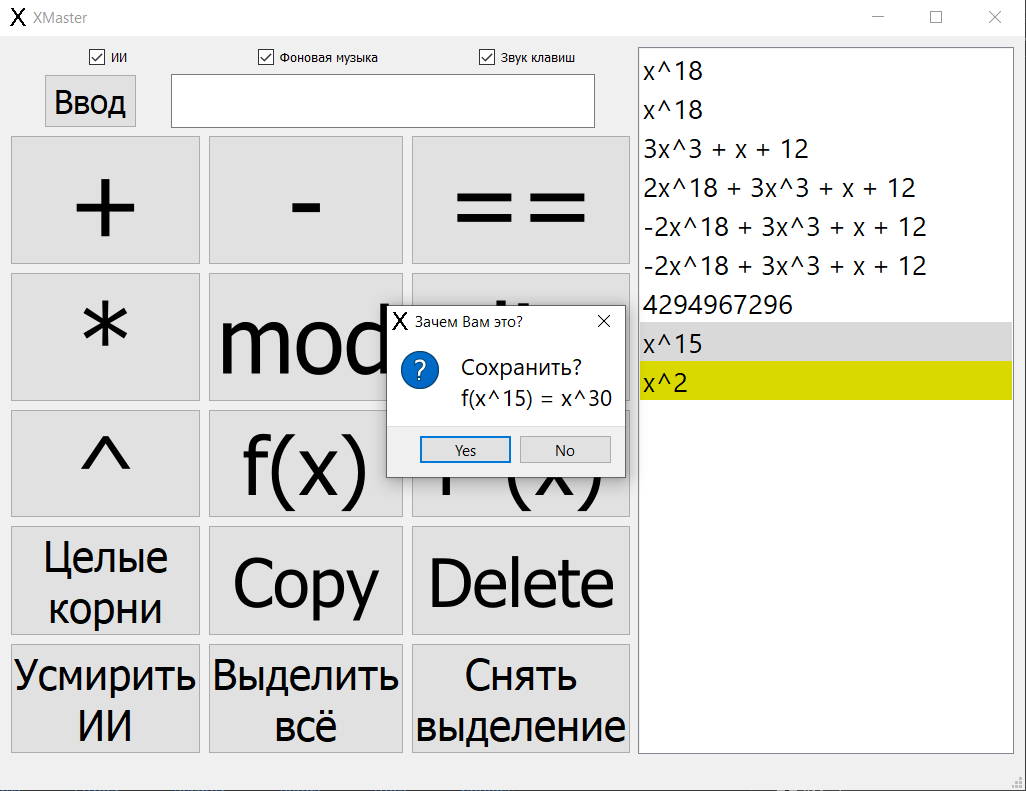 XMaster
ИИ
Фоновая музыка
Звук клавиш
Ввод
+
-
==
*
mod
^
f(x)
Целые
корни
Copy
Delete
Усмирить
ИИ
Выделить
всё
Снять
выделение
x^18
x^18
3x^3 + x + 12
2x^18 + 3x^3 + x + 12
-2x^18 + 3x^3 + x + 12
-2x^18 + 3x^3 + x + 12
4294967296
x^15
x^2
Зачем Вам это?
Сохранить?
f(x^15) = x^30
Yes
No